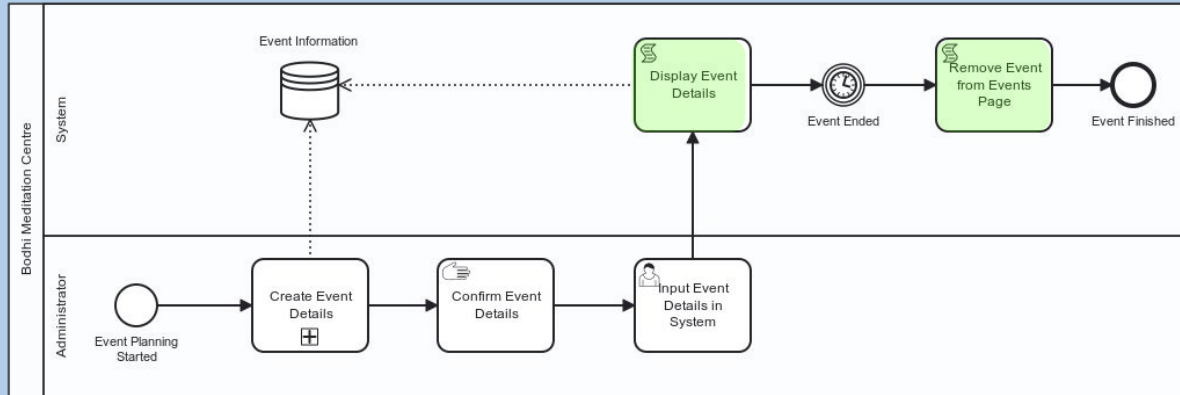 Bodhi Meditation Centre
System
Event Information
Display Event
Details
Event Ended
Remove Event
from Events
Page
Event Finished
Administrator
Event Planning
Started
Create Event
Details
Confirm Event
Details
Input Event
Details in
System